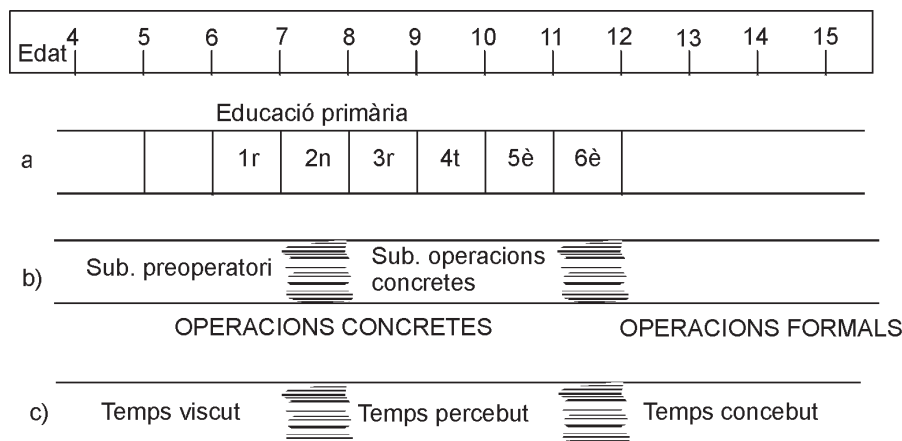 Edat 4 5 6 7 8 9 10 11 12 13 14 15
Educació primària
a 1r 2n 3r 4t 5è 6è
b) Sub. preoperatori Sub. operacions
concretes
OPERACIONS CONCRETES OPERACIONS FORMALS
c) Temps viscut Temps percebut Temps concebut